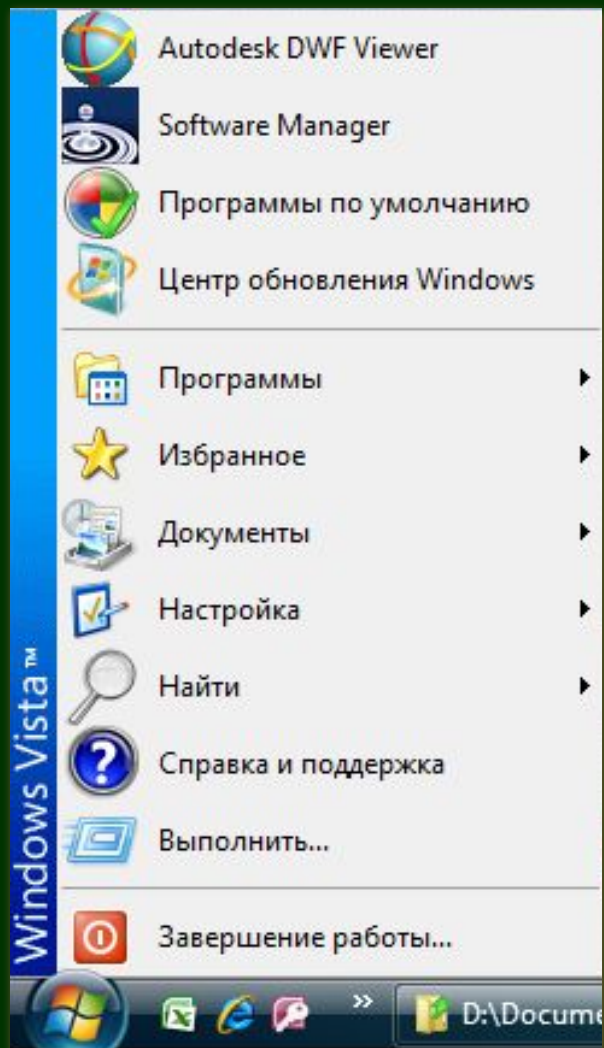 Autodesk DWF Viewer
Software Manager
Программы по умолчанию
Центр обновления Windows
Программы
Избранное
Документы
Настройка
Найти
Справка и поддержка
Выполнить...
Завершение работы...
Windows Vista™
» D:\Docume